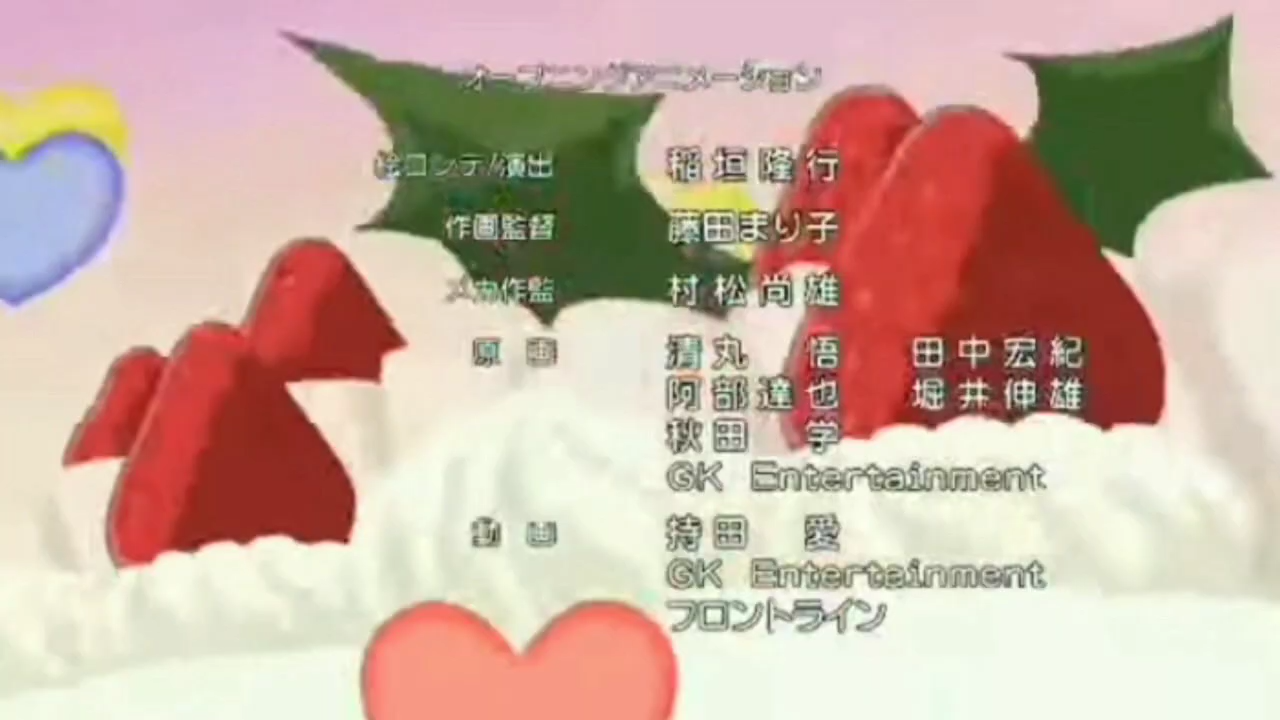 オープニングアニメーション
絵コンテ/演出 稲垣隆行
作画監督 藤田まり子
メカ作監 村松尚雄
原画 清丸 悟 田中宏紀
阿部達也 堀井伸雄
秋田 学
GK Entertainment
動画 持田 愛
GK Entertainment
フロントライン